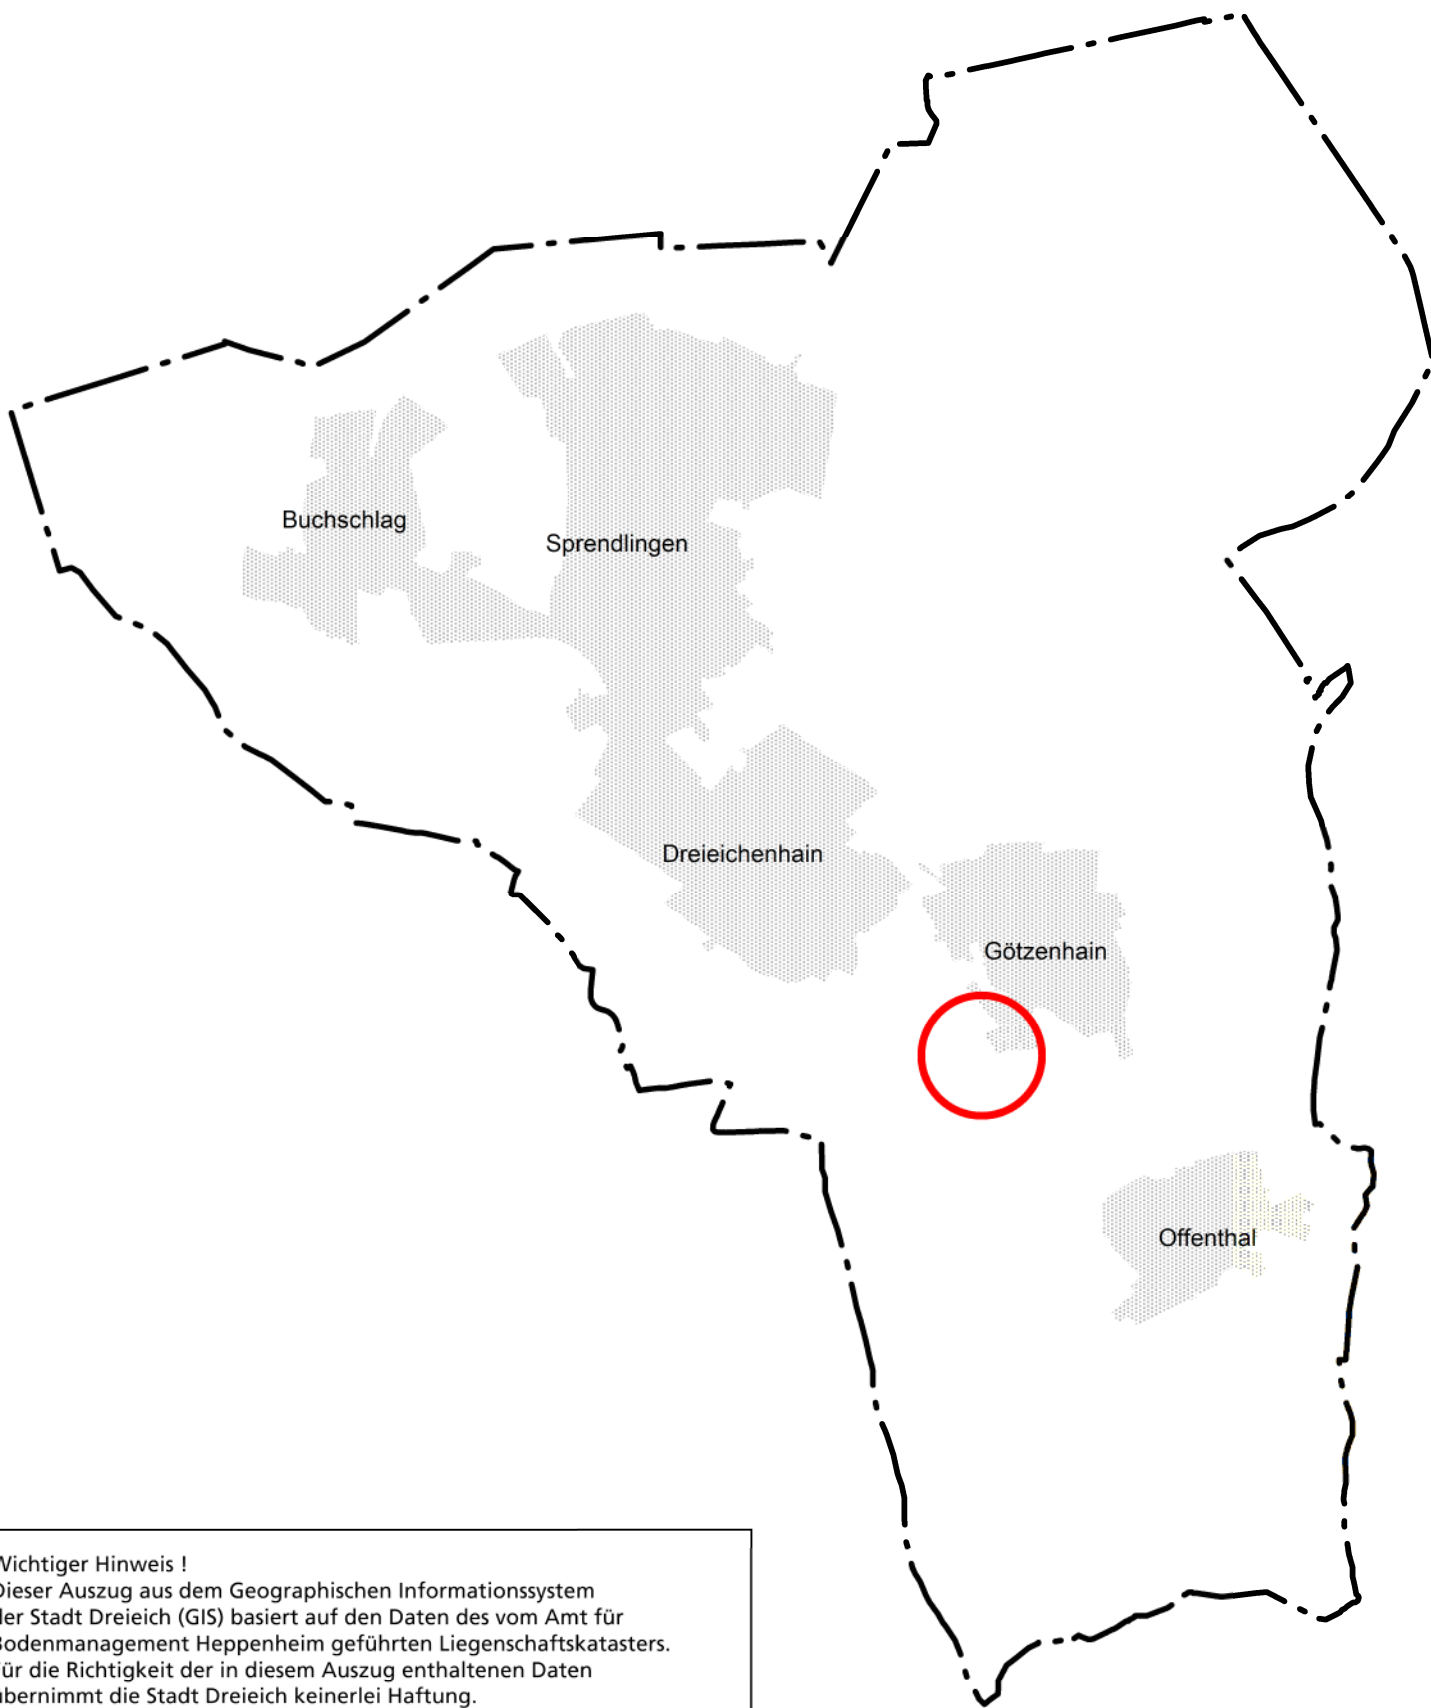 Buchschlag
Sprendlingen
Dreieichenhain
Götzenhain
Offenthal
Wichtiger Hinweis !
Dieser Auszug aus dem Geographischen Informationssystem
der Stadt Dreieich (GIS) basiert auf den Daten des vom Amt für
Bodenmanagement Heppenheim geführten Liegenschaftskatasters.
Für die Richtigkeit der in diesem Auszug enthaltenen Daten
übernimmt die Stadt Dreieich keinerlei Haftung.